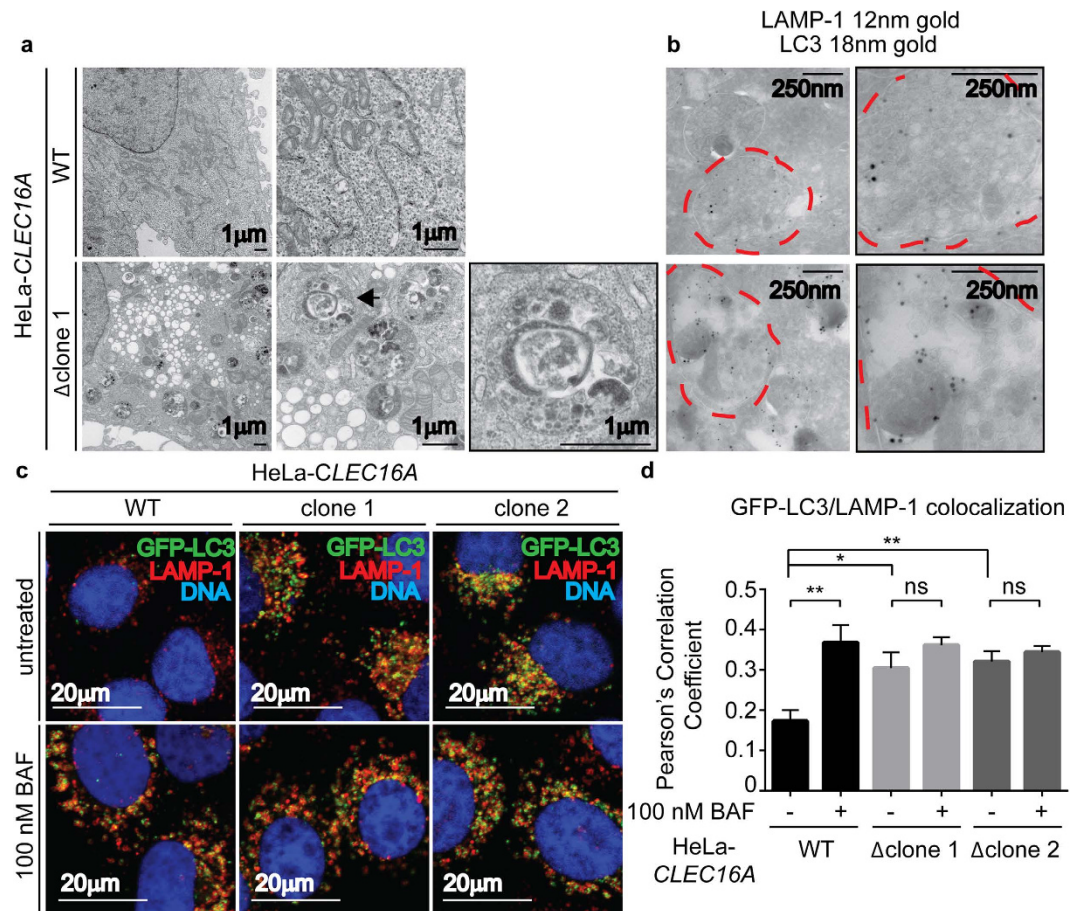 LAMP-1 12nm gold
LC3 18nm gold
a
b
HeLa-CLEC16A
WT
1µm
1µm
Δclone 1
1µm
1µm
1µm
250nm
250nm
250nm
250nm
c
HeLa-CLEC16A
WT
clone 1
clone 2
untreated
GFP-LC3
LAMP-1
DNA
20µm
GFP-LC3
LAMP-1
DNA
20µm
GFP-LC3
LAMP-1
DNA
20µm
100 nM BAF
20µm
20µm
20µm
d
GFP-LC3/LAMP-1 colocalization
Pearson's Correlation
Coefficient
0.5
0.4
0.3
0.2
0.1
0
**
*
**
ns
ns
100 nM BAF - + - + - +
HeLa-
CLEC16A
WT Δclone 1 Δclone 2